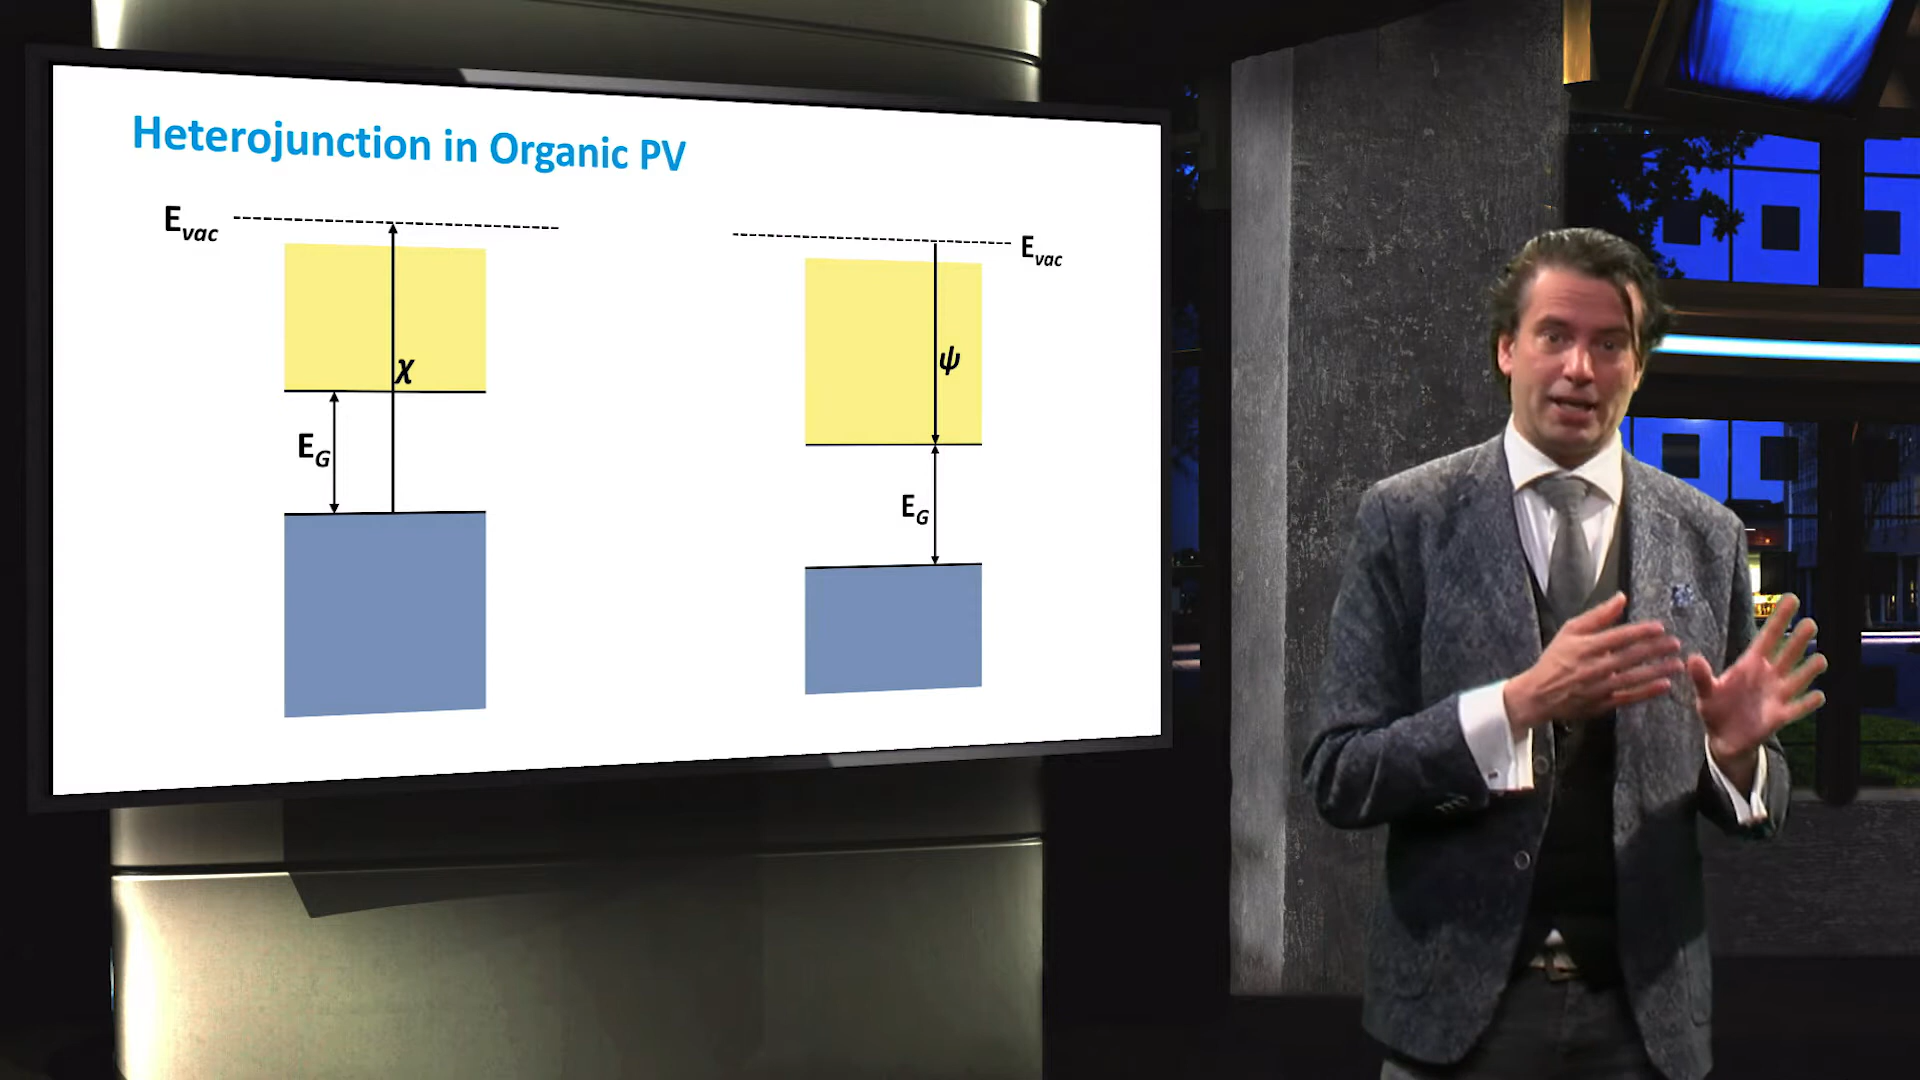 Heterojunction in Organic PV
Evac
Evac
χ
ψ
EG
EG